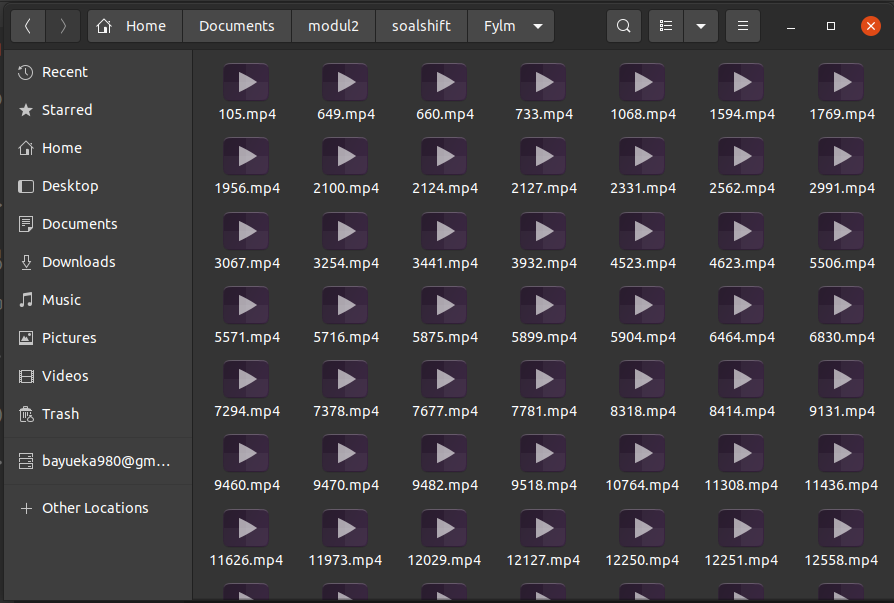 Home Documents modul2 soalshift Fylm
Recent
Starred
Home
Desktop
Documents
Downloads
Music
Pictures
Videos
Trash
bayueka980@gm...
Other Locations
105.mp4 649.mp4 660.mp4 733.mp4 1068.mp4 1594.mp4 1769.mp4
1956.mp4 2100.mp4 2124.mp4 2127.mp4 2331.mp4 2562.mp4 2991.mp4
3067.mp4 3254.mp4 3441.mp4 3932.mp4 4523.mp4 4623.mp4 5506.mp4
5571.mp4 5716.mp4 5875.mp4 5899.mp4 5904.mp4 6464.mp4 6830.mp4
7294.mp4 7378.mp4 7677.mp4 7781.mp4 8318.mp4 8414.mp4 9131.mp4
9460.mp4 9470.mp4 9482.mp4 9518.mp4 10764.mp4 11308.mp4 11436.mp4
11626.mp4 11973.mp4 12029.mp4 12127.mp4 12250.mp4 12251.mp4 12558.mp4